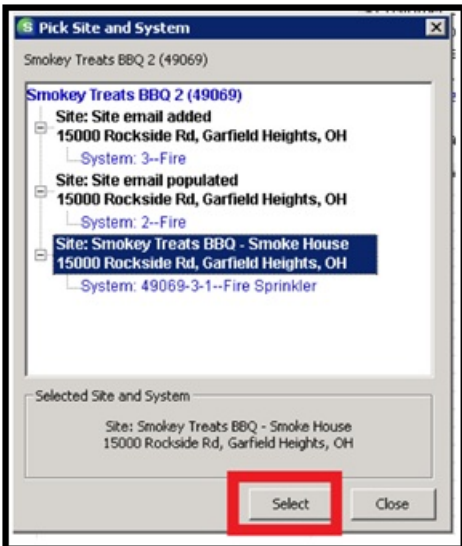 Pick Site and System
Smokey Treats BBQ 2 (49069)
Smokey Treats BBQ 2 (49069)
Site: Site email added
15000 Rockside Rd, Garfield Heights, OH
System: 3--Fire
Site: Site email populated
15000 Rockside Rd, Garfield Heights, OH
System: 2--Fire
Site: Smokey Treats BBQ - Smoke House
15000 Rockside Rd, Garfield Heights, OH
System: 49069-3-1--Fire Sprinkler
Selected Site and System
Site: Smokey Treats BBQ - Smoke House
15000 Rockside Rd, Garfield Heights, OH
Select
Close